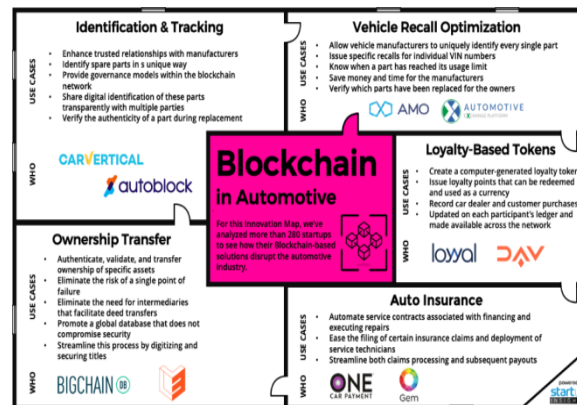 Identification & Tracking
USE CASES
• Enhance trusted relationships with manufacturers
• Identify spare parts in s unique way
• Provide governance models within the blockchain
network
• Share digital identification of these parts
transparently with multiple parties
• Verify the authenticity of a part during replacement
WHO
CARVERTICAL
autoblock
Vehicle Recall Optimization
USE CASES
• Allow vehicle manufacturers to uniquely identify every single part
• Issue specific recalls for individual VIN numbers
• Know when a part has reached its usage limit
• Save money and time for the manufacturers
• Verify which parts have been replaced for the owners
WHO
AMO
AUTOMOTIVE
EXCHANGE PLATFORM
Blockchain
in Automotive
For this Innovation Map, we've
analyzed more than 280 startups
to see how their Blockchain-based
solutions disrupt the automotive
industry.
Loyalty-Based Tokens
USE CASES
• Create a computer-generated loyalty token
• Issue loyalty points that can be redeemed
and used as a currency
• Record car dealer and customer purchases
• Updated on each participant's ledger and
made available across the network
WHO
loyyal
DAV
Ownership Transfer
USE CASES
• Authenticate, validate, and transfer
ownership of specific assets
• Eliminate the risk of a single point of
failure
• Eliminate the need for intermediaries
that facilitate deed transfers
• Promote a global database that does not
compromise security
• Streamline this process by digitizing and
securing titles
WHO
BIGCHAIN DB
Auto Insurance
USE CASES
• Automate service contracts associated with financing and
executing repairs
• Ease the filing of certain insurance claims and deployment of
service technicians
• Streamline both claims processing and subsequent payouts
WHO
ONE
CAR PAYMENT
Gem
powered
start
INSIG